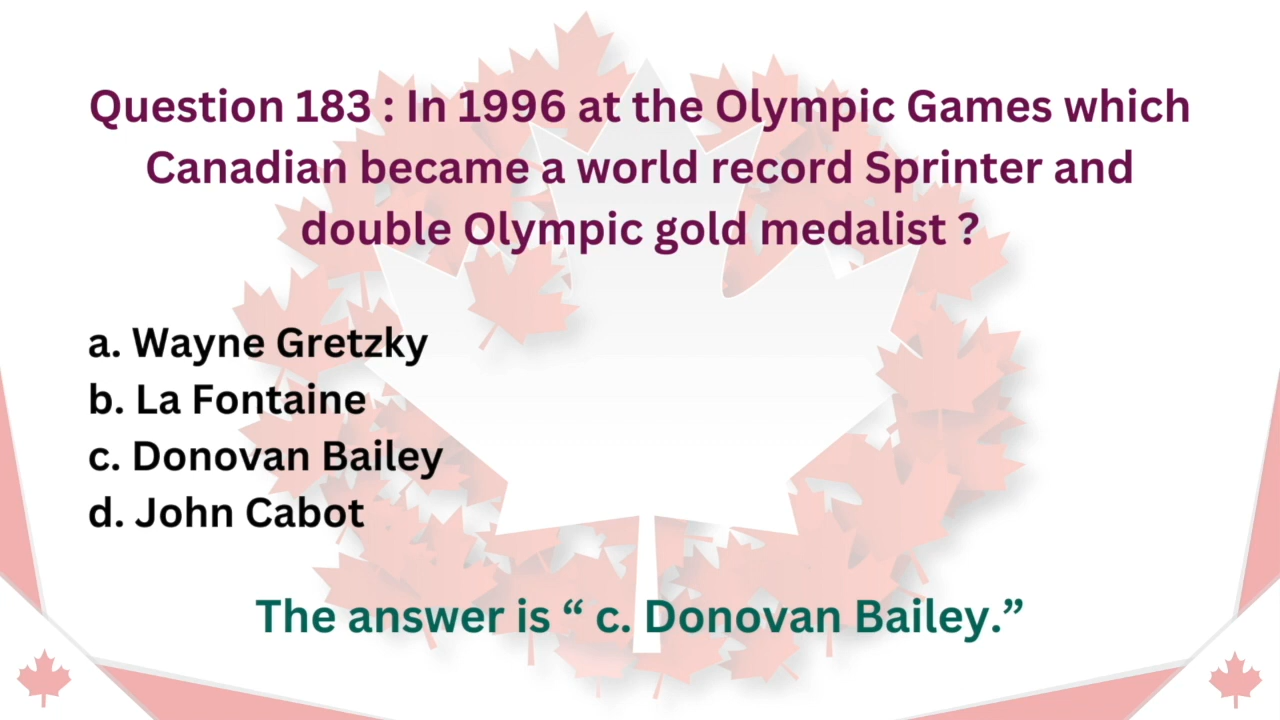 Question 183 : In 1996 at the Olympic Games which
Canadian became a world record Sprinter and
double Olympic gold medalist ?
a. Wayne Gretzky
b. La Fontaine
c. Donovan Bailey
d. John Cabot
The answer is “ c. Donovan Bailey.”